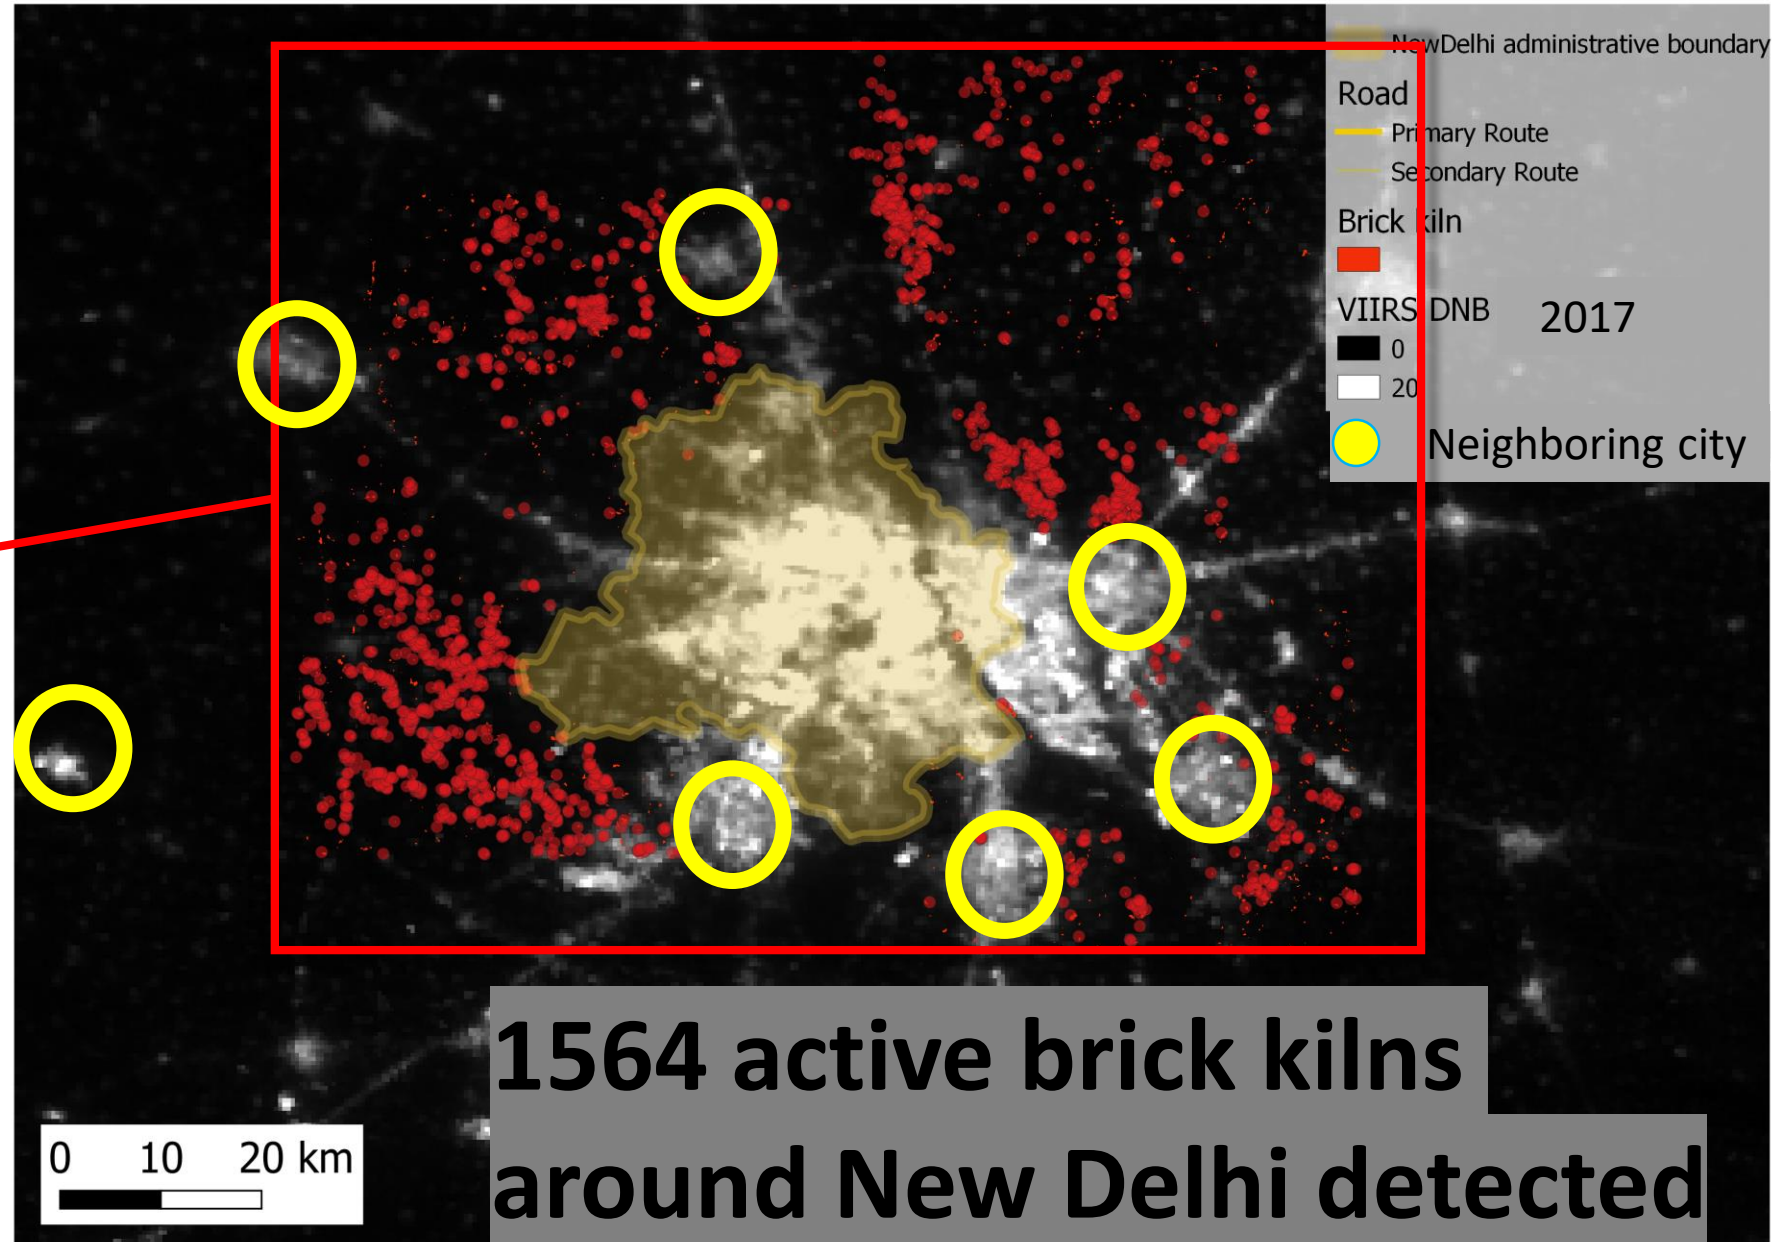 NewDelhi administrative boundary
Road
Primary Route
Secondary Route
Brick kiln
VIIRS DNB 2017
0
20
Neighboring city
0 10 20 km
1564 active brick kilns
around New Delhi detected